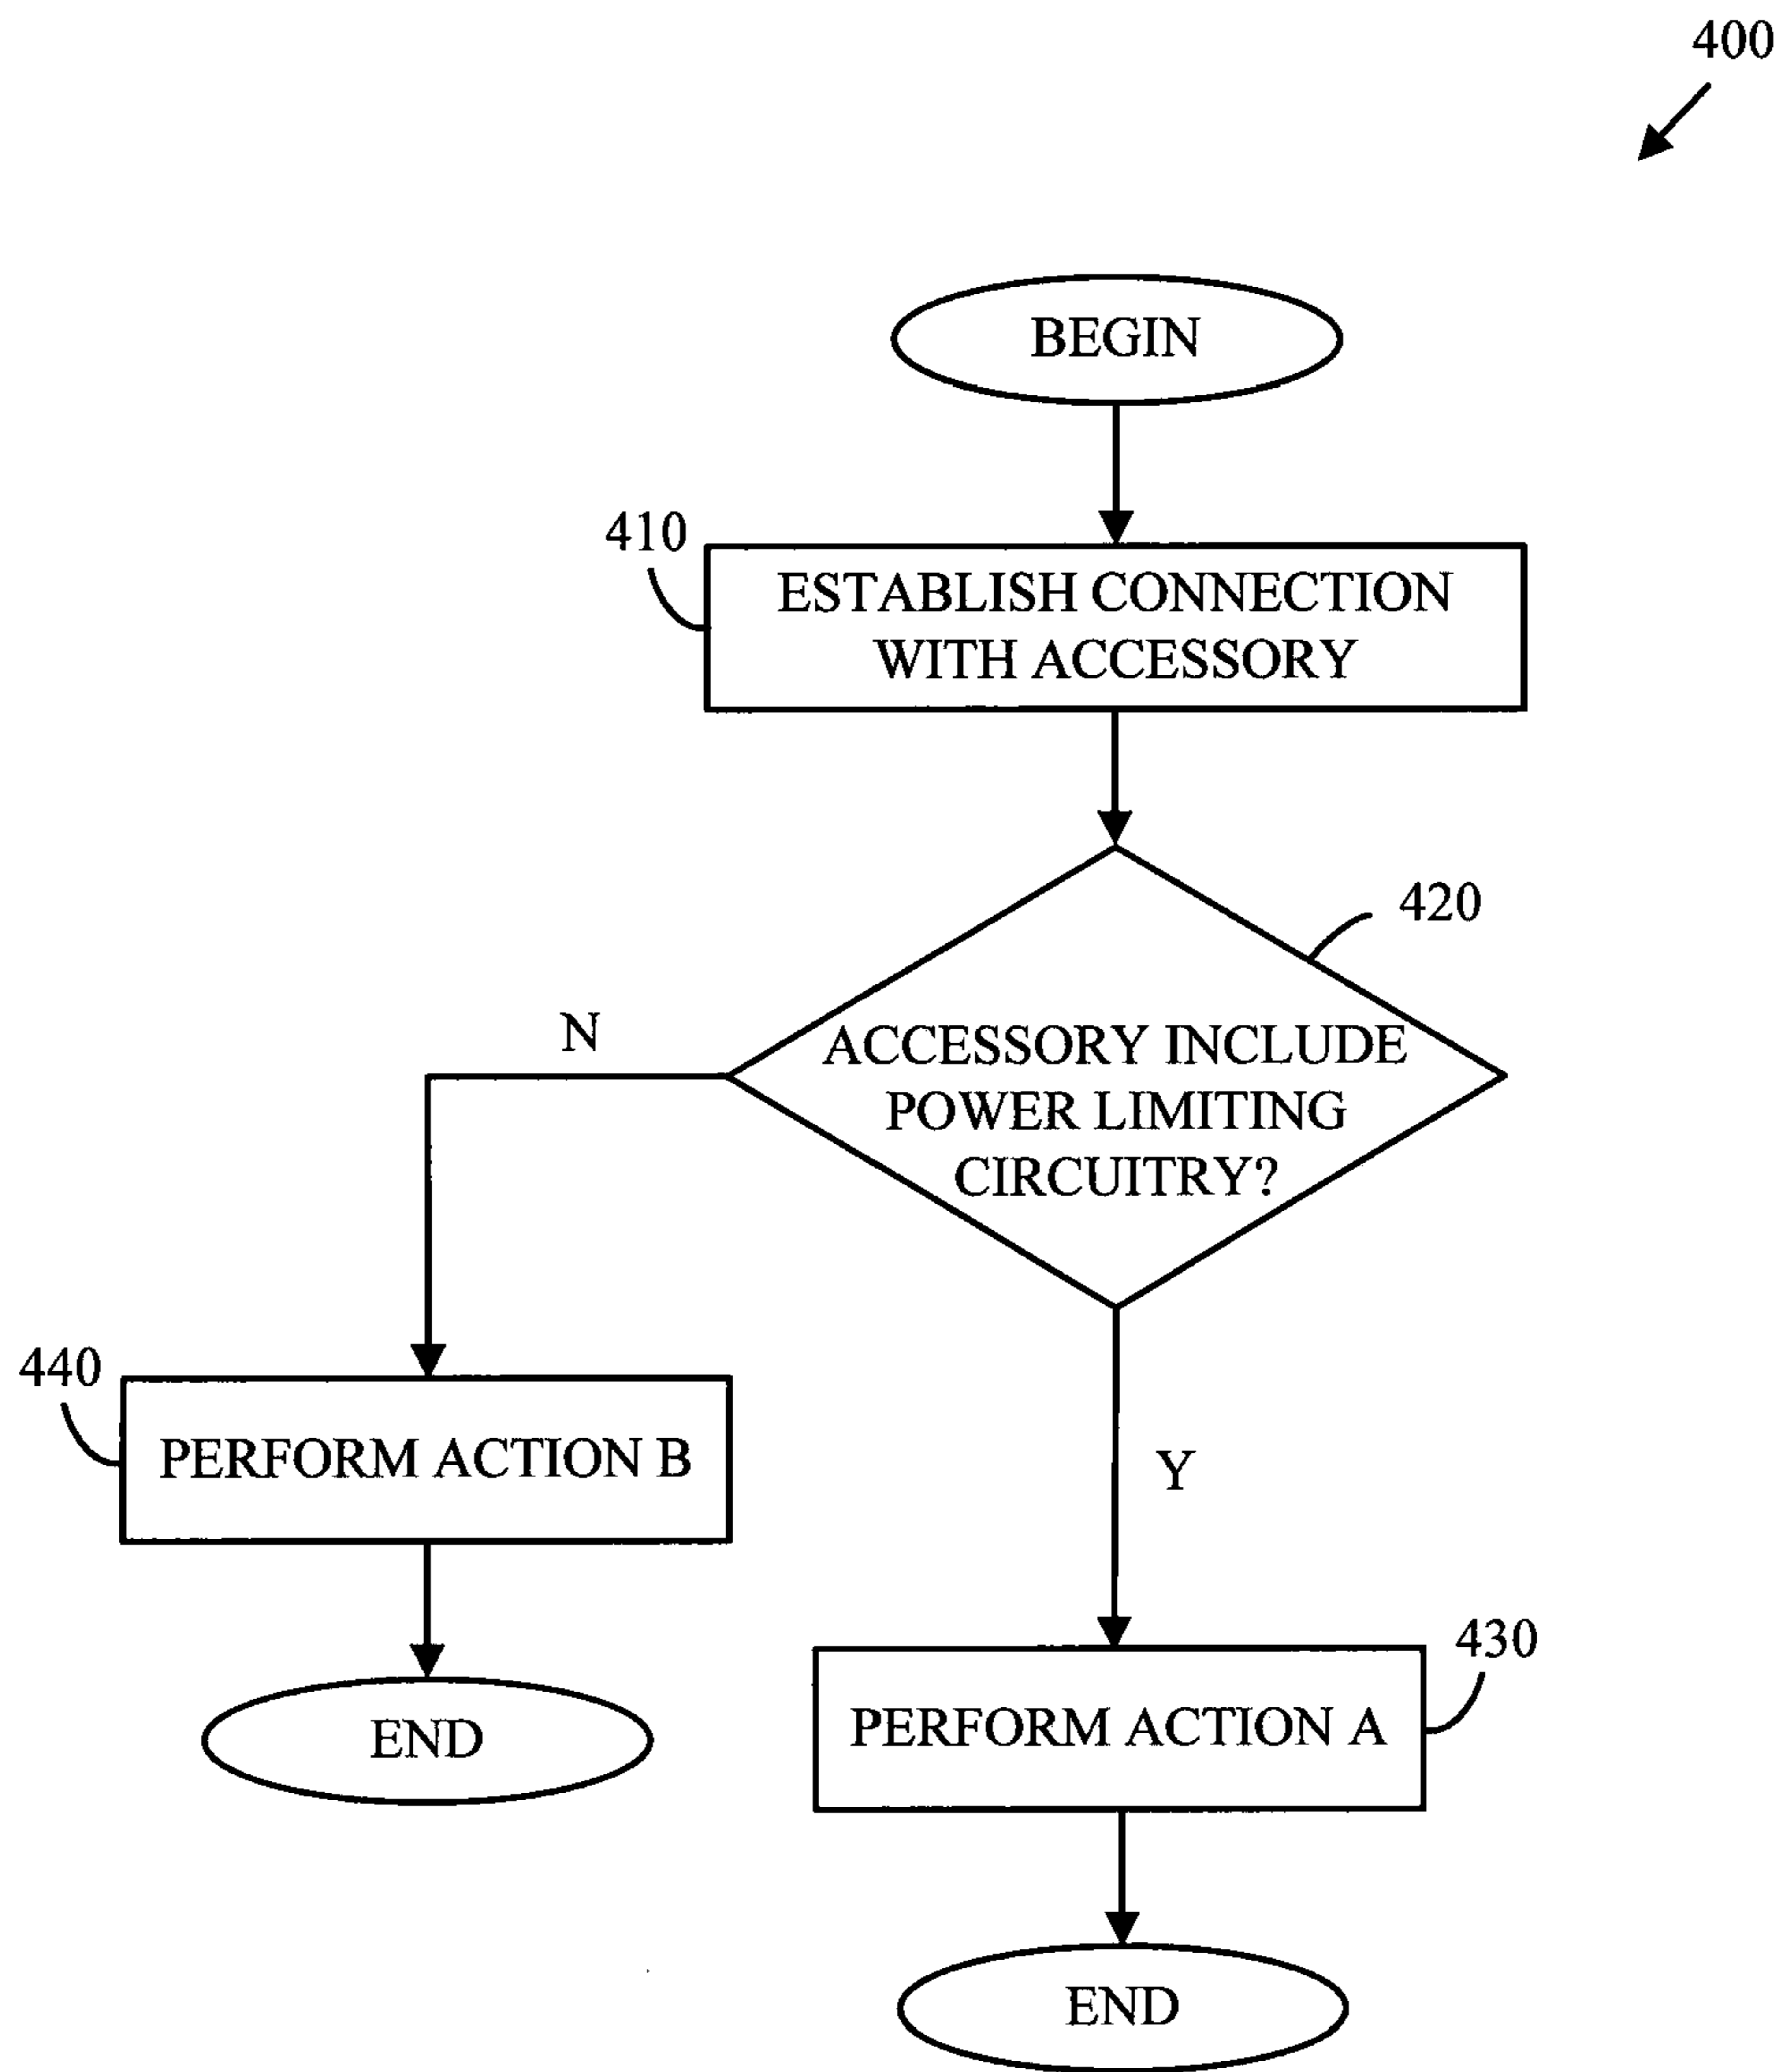 400
BEGIN
410
ESTABLISH CONNECTION
WITH ACCESSORY
420
N
ACCESSORY INCLUDE
POWER LIMITING
CIRCUITRY?
440
PERFORM ACTION B
Y
430
PERFORM ACTION A
END
END